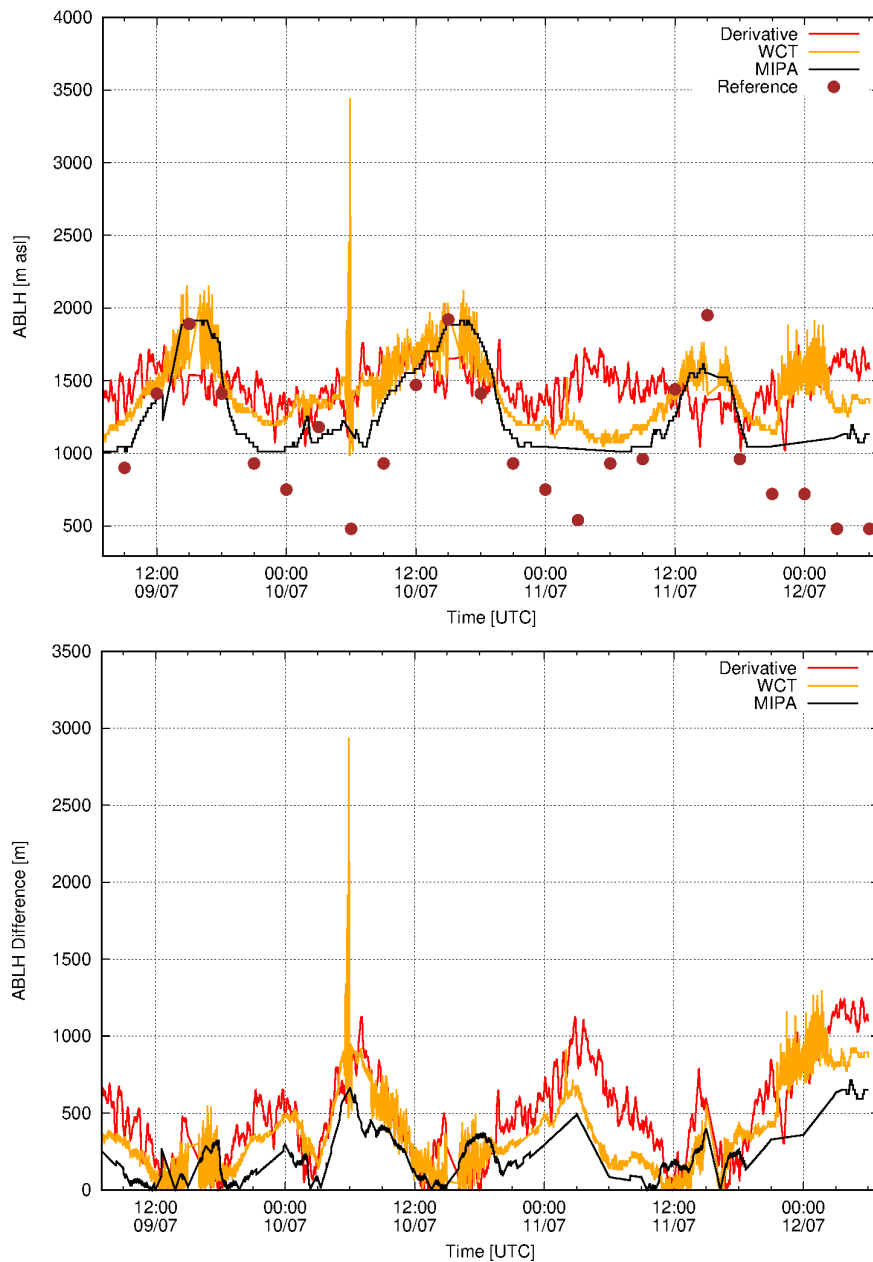 4000
3500
3000
2500
2000
1500
1000
500
ABLH [m asl]
Derivative
WCT
MIPA
Reference
12:00 00:00 12:00 00:00 12:00 00:00
09/07 10/07 10/07 11/07 11/07 12/07
Time [UTC]
3500
3000
2500
2000
1500
1000
500
0
ABLH Difference [m]
Derivative
WCT
MIPA
12:00 00:00 12:00 00:00 12:00 00:00
09/07 10/07 10/07 11/07 11/07 12/07
Time [UTC]